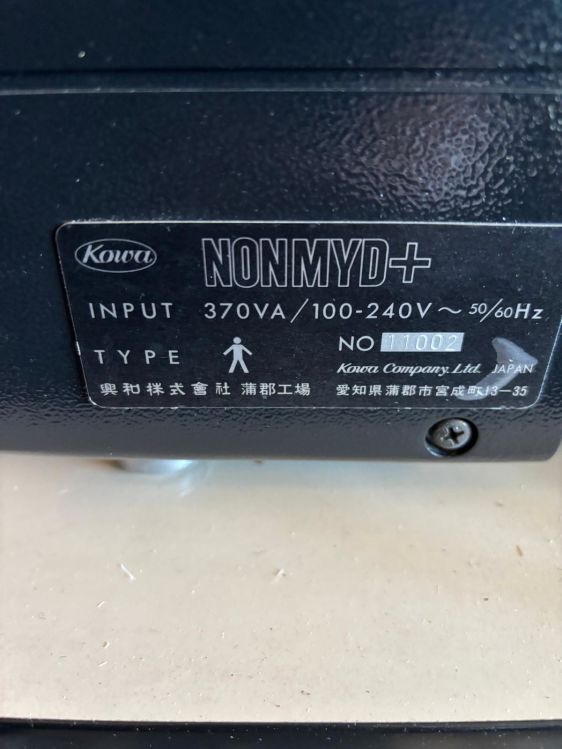 Kowa NONMYD+
INPUT 370VA/100-240V～ 50/60Hz
NO 11002
TYPE
Kowa Company. Ltd. JAPAN
興和株式會社 蒲郡工場 愛知県蒲郡市宮成町13-35